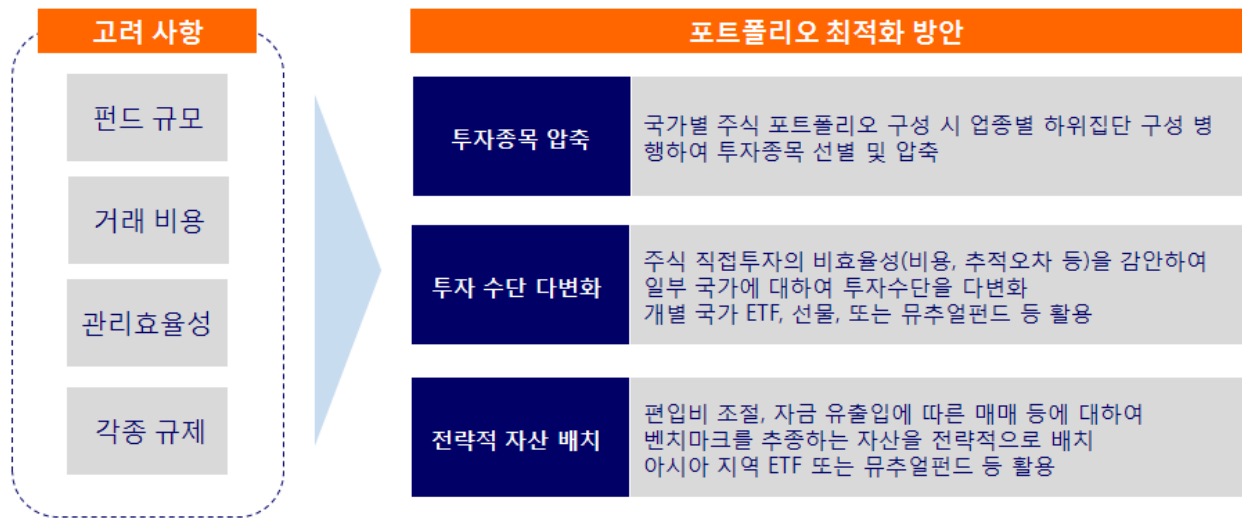 고려 사항
펀드 규모
거래 비용
관리효율성
각종 규제
포트폴리오 최적화 방안
투자종목 압축
국가별 주식 포트폴리오 구성 시 업종별 하위집단 구성 병
행하여 투자종목 선별 및 압축
투자 수단 다변화
주식 직접투자의 비효율성(비용, 추적오차 등)을 감안하여
일부 국가에 대하여 투자수단을 다변화
개별 국가 ETF, 선물, 또는 뮤추얼펀드 등 활용
전략적 자산 배치
편입비 조절, 자금 유출입에 따른 매매 등에 대하여
벤치마크를 추종하는 자산을 전략적으로 배치
아시아 지역 ETF 또는 뮤추얼펀드 등 활용